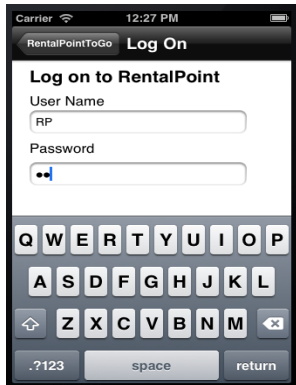 Carrier 12:27 PM
RentalPointToGo Log On
Log on to RentalPoint
User Name
RP
Password
●●
Q W E R T Y U I O P
A S D F G H J K L
Z X C V B N M
.?123 space return